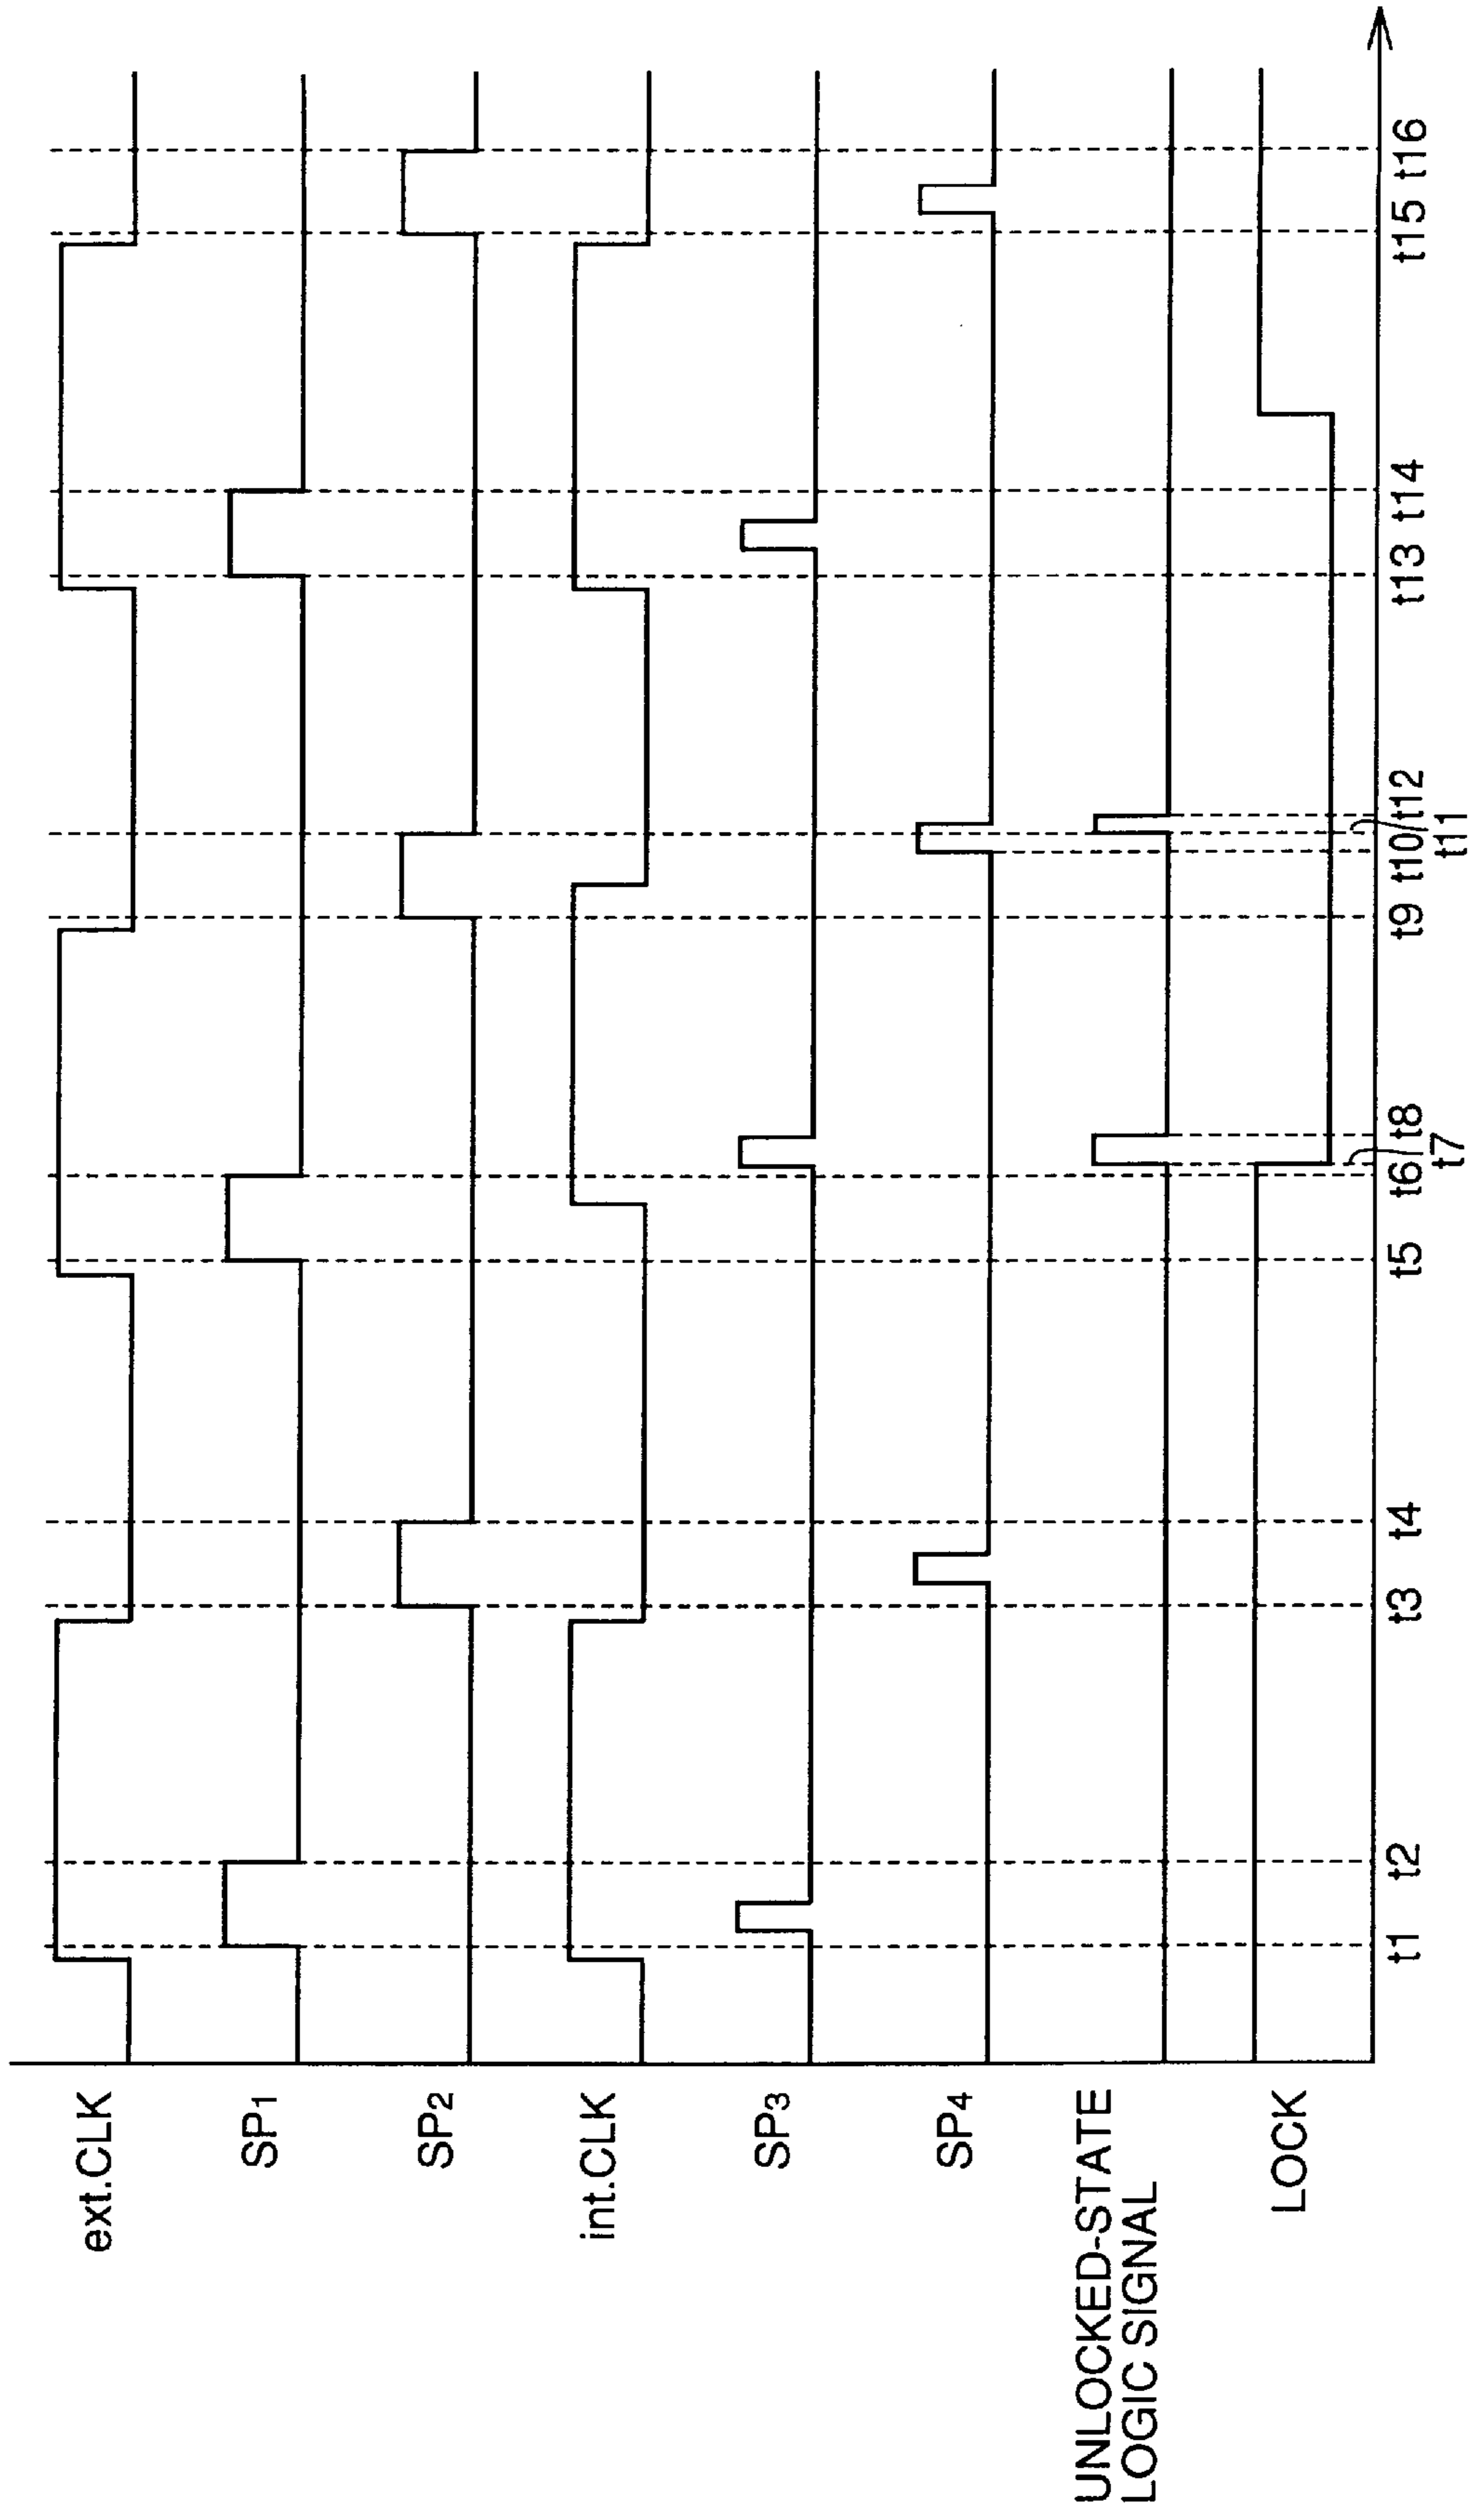 ext.CLK
SP1
SP2
int.CLK
SP3
SP4
UNLOCKED-STATE
LOGIC SIGNAL
LOCK
t1 t2 t3 t4 t5 t6 t8 t9 t10 t12 t13 t14 t15 t16
t7 t11